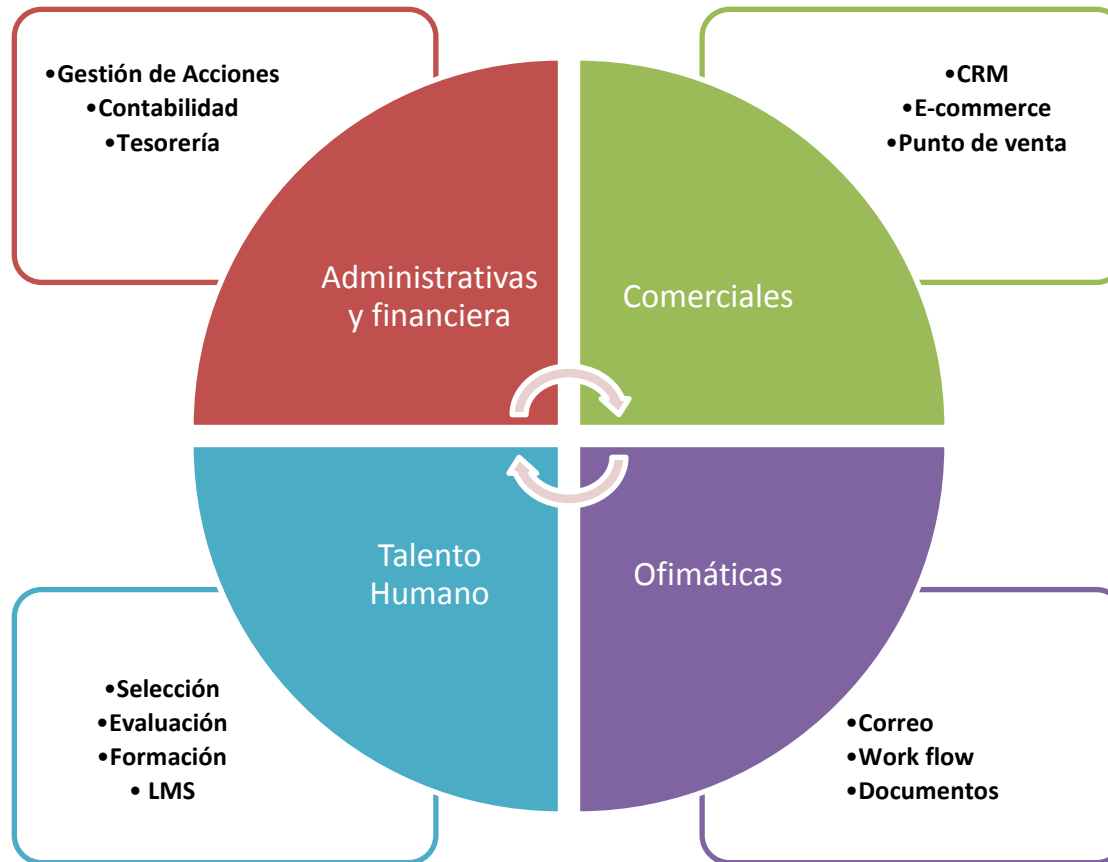 •Gestión de Acciones
•Contabilidad
•Tesorería
•CRM
•E-commerce
•Punto de venta
Administrativas
y financiera
Comerciales
Talento
Humano
Ofimáticas
•Selección
•Evaluación
•Formación
• LMS
•Correo
•Work flow
•Documentos